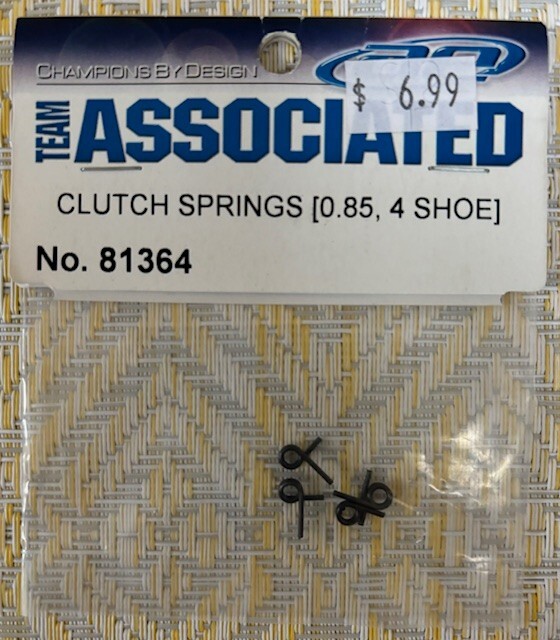 CHAMPIONS BY DESIGN
$ 6.99
TEAM ASSOCIATED
CLUTCH SPRINGS [0.85, 4 SHOE]
No. 81364